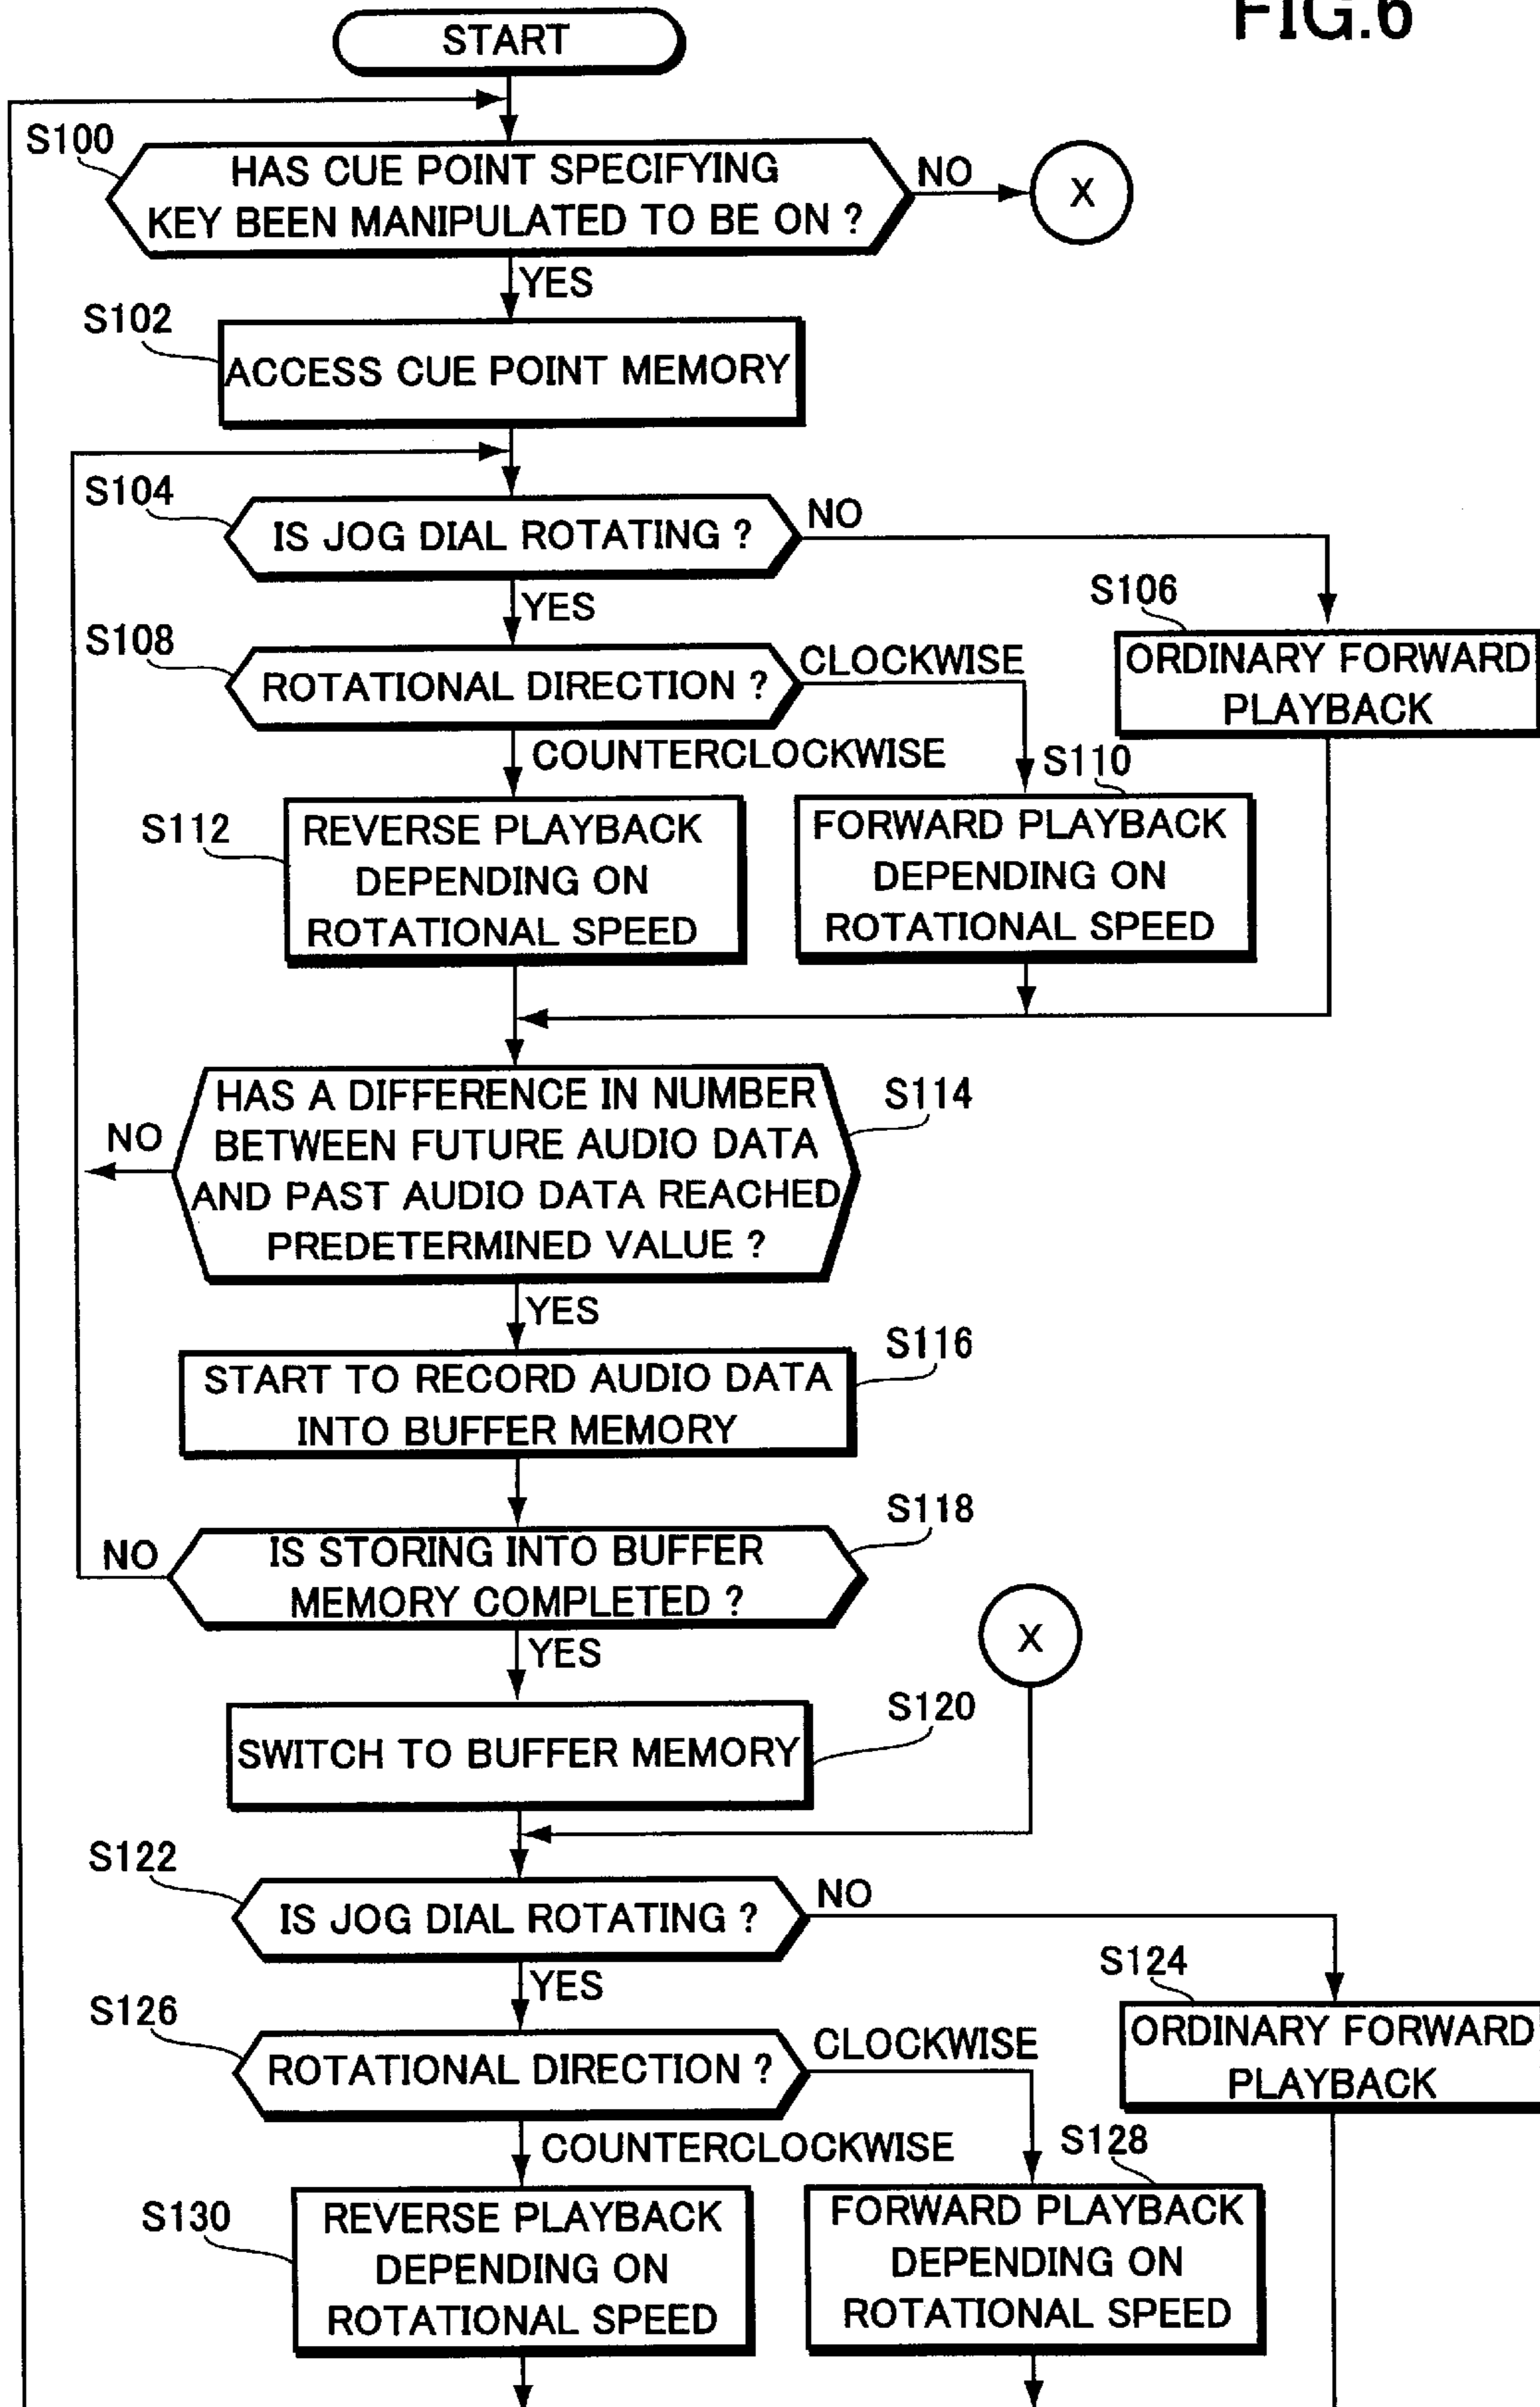 FIG.6
START
S100
HAS CUE POINT SPECIFYING
KEY BEEN MANIPULATED TO BE ON ?
NO
X
YES
S102
ACCESS CUE POINT MEMORY
S104
IS JOG DIAL ROTATING ?
NO
YES
S106
ORDINARY FORWARD
PLAYBACK
S108
ROTATIONAL DIRECTION ?
CLOCKWISE
COUNTERCLOCKWISE
S110
FORWARD PLAYBACK
DEPENDING ON
ROTATIONAL SPEED
S112
REVERSE PLAYBACK
DEPENDING ON
ROTATIONAL SPEED
S114
HAS A DIFFERENCE IN NUMBER
BETWEEN FUTURE AUDIO DATA
AND PAST AUDIO DATA REACHED
PREDETERMINED VALUE ?
NO
YES
S116
START TO RECORD AUDIO DATA
INTO BUFFER MEMORY
S118
IS STORING INTO BUFFER
MEMORY COMPLETED ?
NO
YES
X
S120
SWITCH TO BUFFER MEMORY
S122
IS JOG DIAL ROTATING ?
NO
YES
S124
ORDINARY FORWARD
PLAYBACK
S126
ROTATIONAL DIRECTION ?
CLOCKWISE
COUNTERCLOCKWISE
S128
FORWARD PLAYBACK
DEPENDING ON
ROTATIONAL SPEED
S130
REVERSE PLAYBACK
DEPENDING ON
ROTATIONAL SPEED